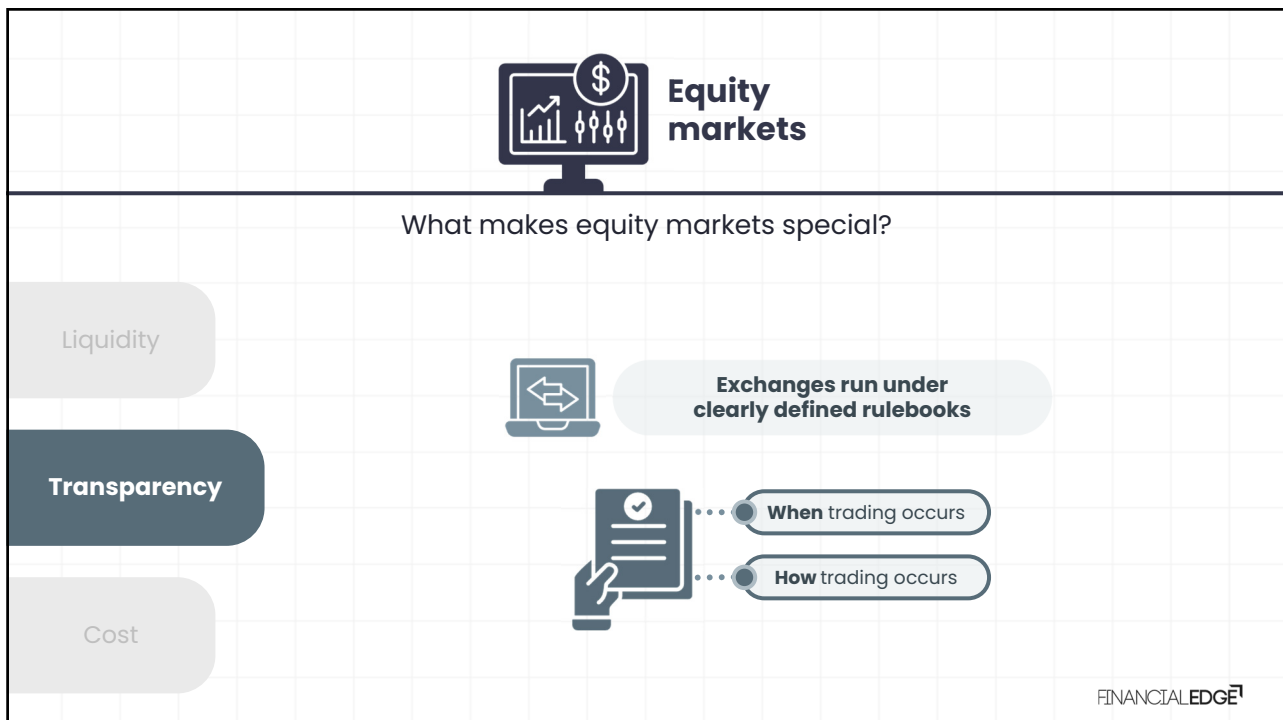 $
Equity
markets
What makes equity markets special?
Liquidity
Transparency
Cost
Exchanges run under
clearly defined rulebooks
When trading occurs
How trading occurs
FINANCIALEDGE